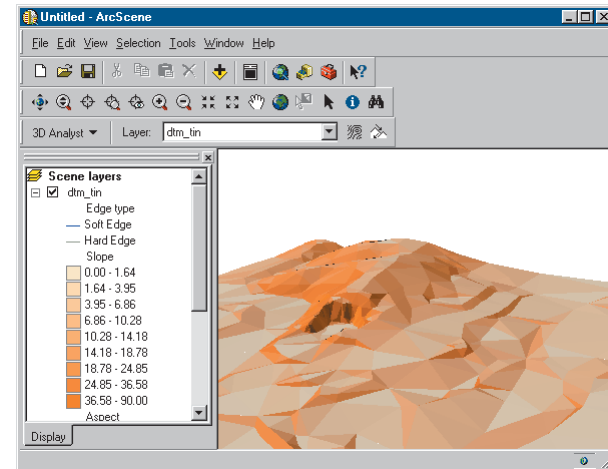 Untitled - ArcScene
File Edit View Selection Tools Window Help
3D Analyst Layer: dtm_tin
Scene layers
dtm_tin
Edge type
Soft Edge
Hard Edge
Slope
0.00 - 1.64
1.64 - 3.95
3.95 - 6.86
6.86 - 10.28
10.28 - 14.18
14.18 - 18.78
18.78 - 24.85
24.85 - 36.58
36.58 - 90.00
Aspect
Display